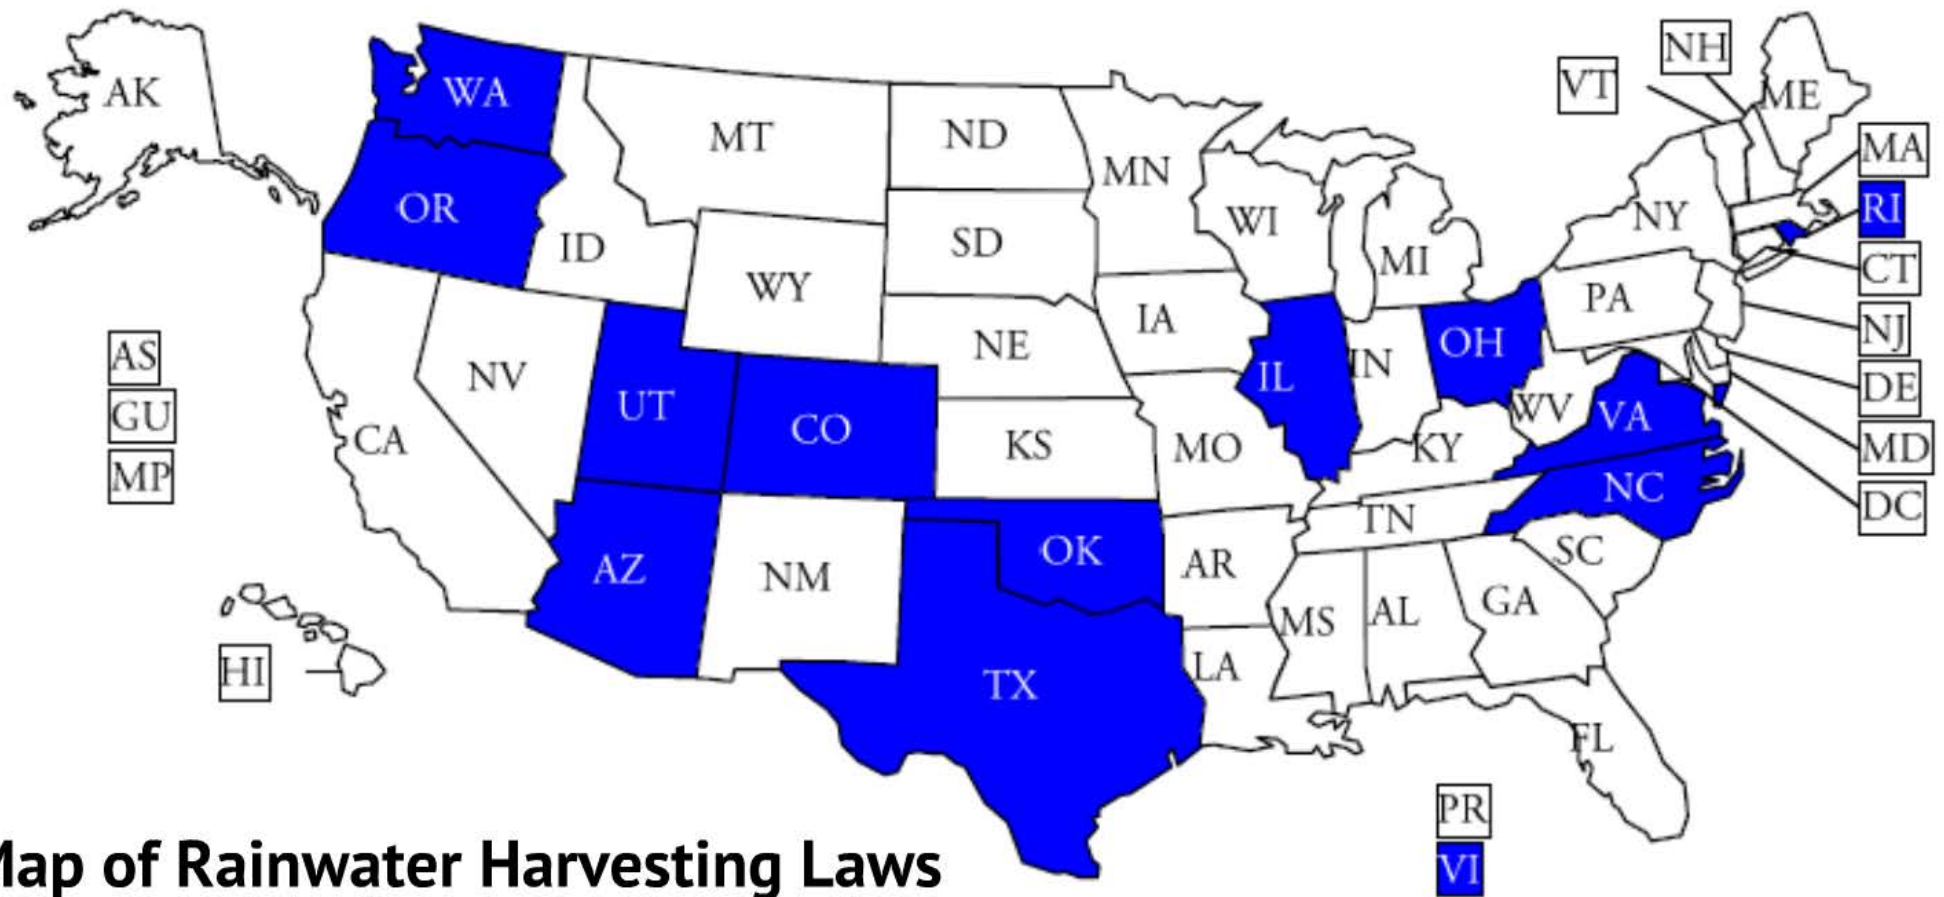 AK
WA
MT
ND
MN
VT
NH
ME
MA
RI
CT
NJ
DE
MD
DC
OR
ID
WY
SD
WI
MI
NY
PA
AS
GU
MP
NV
UT
CO
NE
KS
IA
MO
IL
IN
OH
WV
VA
KY
NC
TN
SC
CA
AZ
NM
OK
AR
TX
LA
MS
AL
GA
FL
HI
PR
VI
Map of Rainwater Harvesting Laws